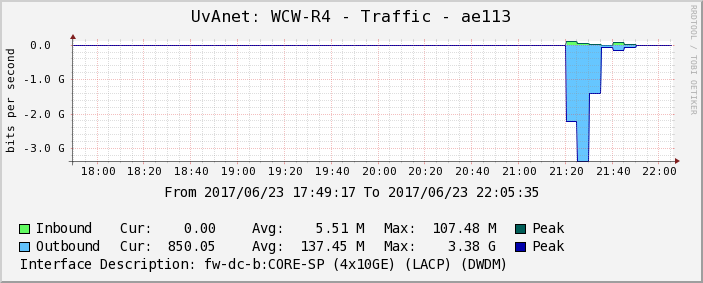 UvAnet: WCW-R4 - Traffic - ae113
RRDTOOL / TOBI OETIKER
bits per second
0.0
-1.0 G
-2.0 G
-3.0 G
18:00 18:20 18:40 19:00 19:20 19:40 20:00 20:20 20:40 21:00 21:20 21:40 22:00
From 2017/06/23 17:49:17 To 2017/06/23 22:05:35
Inbound Cur: 0.00 Avg: 5.51 M Max: 107.48 M Peak
Outbound Cur: 850.05 Avg: 137.45 M Max: 3.38 G Peak
Interface Description: fw-dc-b:CORE-SP (4x10GE) (LACP) (DWDM)